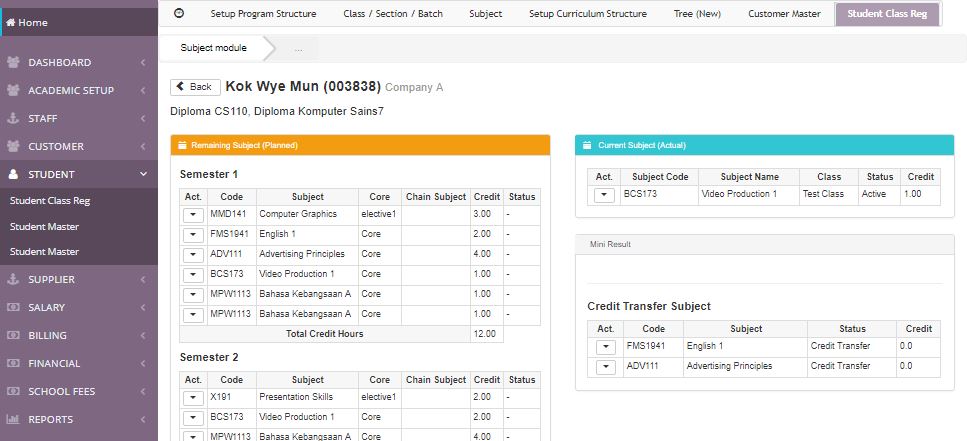 Home
DASHBOARD
ACADEMIC SETUP
STAFF
CUSTOMER
STUDENT
Student Class Reg
Student Master
Student Master
SUPPLIER
SALARY
BILLING
FINANCIAL
SCHOOL FEES
REPORTS
Setup Program Structure Class / Section / Batch Subject Setup Curriculum Structure Tree (New) Customer Master Student Class Reg
Subject module ...
Back Kok Wye Mun (003838) Company A
Diploma CS110, Diploma Komputer Sains7
Remaining Subject (Planned)
Semester 1
Act. Code Subject Core Chain Subject Credit Status
MMD141 Computer Graphics elective1 3.00 -
FMS1941 English 1 Core 2.00 -
ADV111 Advertising Principles Core 4.00 -
BCS173 Video Production 1 Core 1.00 -
MPW1113 Bahasa Kebangsaan A Core 1.00 -
MPW1113 Bahasa Kebangsaan A Core 1.00 -
Total Credit Hours 12.00
Semester 2
Act. Code Subject Core Chain Subject Credit Status
X191 Presentation Skills elective1 2.00 -
BCS173 Video Production 1 Core 2.00 -
MPW1113 Bahasa Kebangsaan A Core 4.00 -
Current Subject (Actual)
Act. Subject Code Subject Name Class Status Credit
BCS173 Video Production 1 Test Class Active 1.00
Mini Result
Credit Transfer Subject
Act. Code Subject Status Credit
FMS1941 English 1 Credit Transfer 0.0
ADV111 Advertising Principles Credit Transfer 0.0